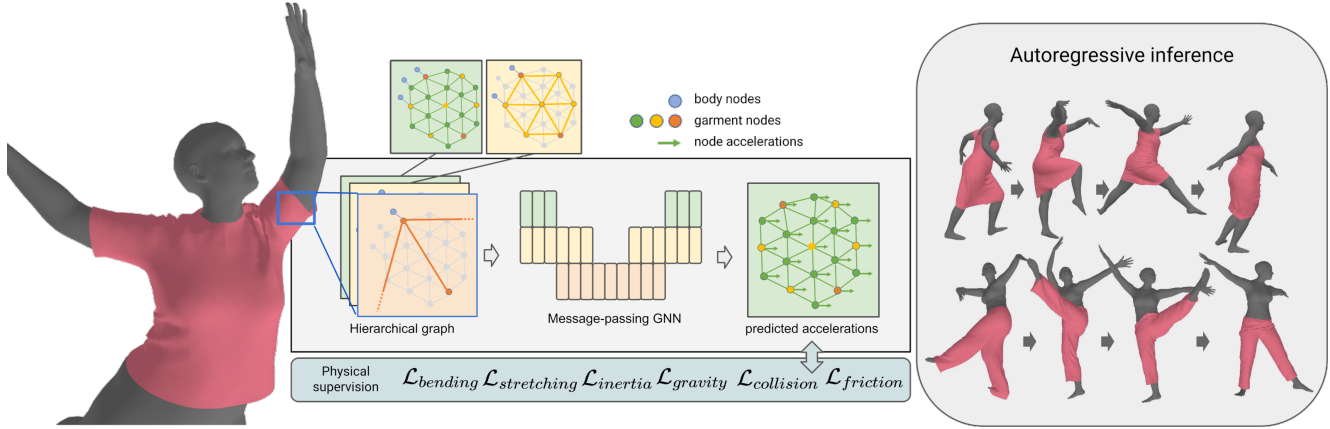 body nodes
garment nodes
node accelerations
Hierarchical graph
Message-passing GNN
predicted accelerations
Physical
supervision
ℒbending ℒstretching ℒinertia ℒgravity ℒcollision ℒfriction
Autoregressive inference